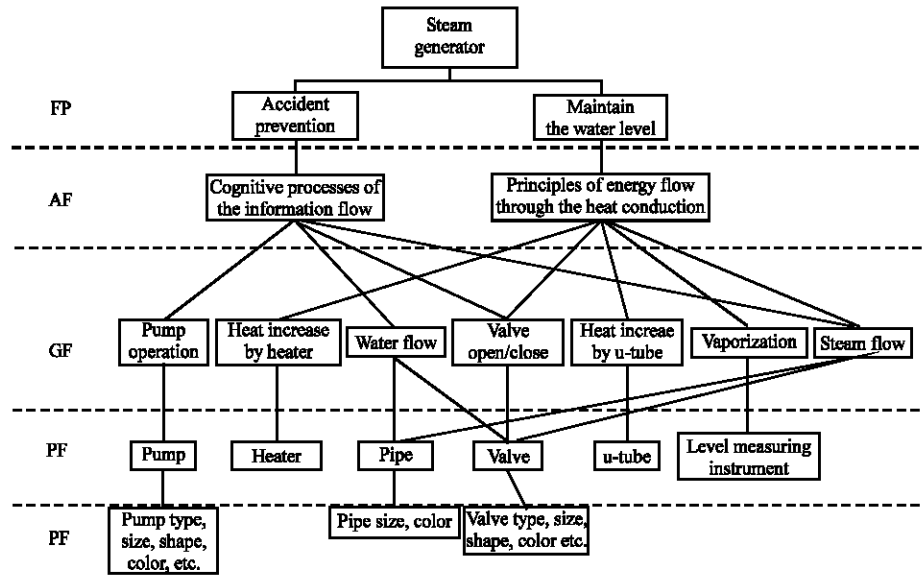 Steam
generator
FP
Accident
prevention
Maintain
the water level
AF
Cognitive processes of
the information flow
Principles of energy flow
through the heat conduction
GF
Pump
operation
Heat increase
by heater
Water flow
Valve
open/close
Heat increae
by u-tube
Vaporization
Steam flow
PF
Pump
Heater
Pipe
Valve
u-tube
Level measuring
instrument
PF
Pump type,
size, shape,
color, etc.
Pipe size, color
Valve type, size,
shape, color etc.